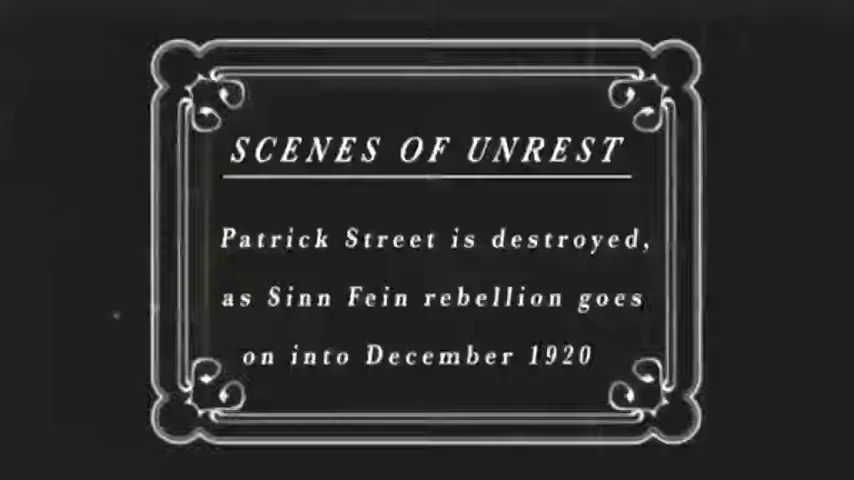 SCENES OF UNREST
Patrick Street is destroyed,
as Sinn Fein rebellion goes
on into December 1920